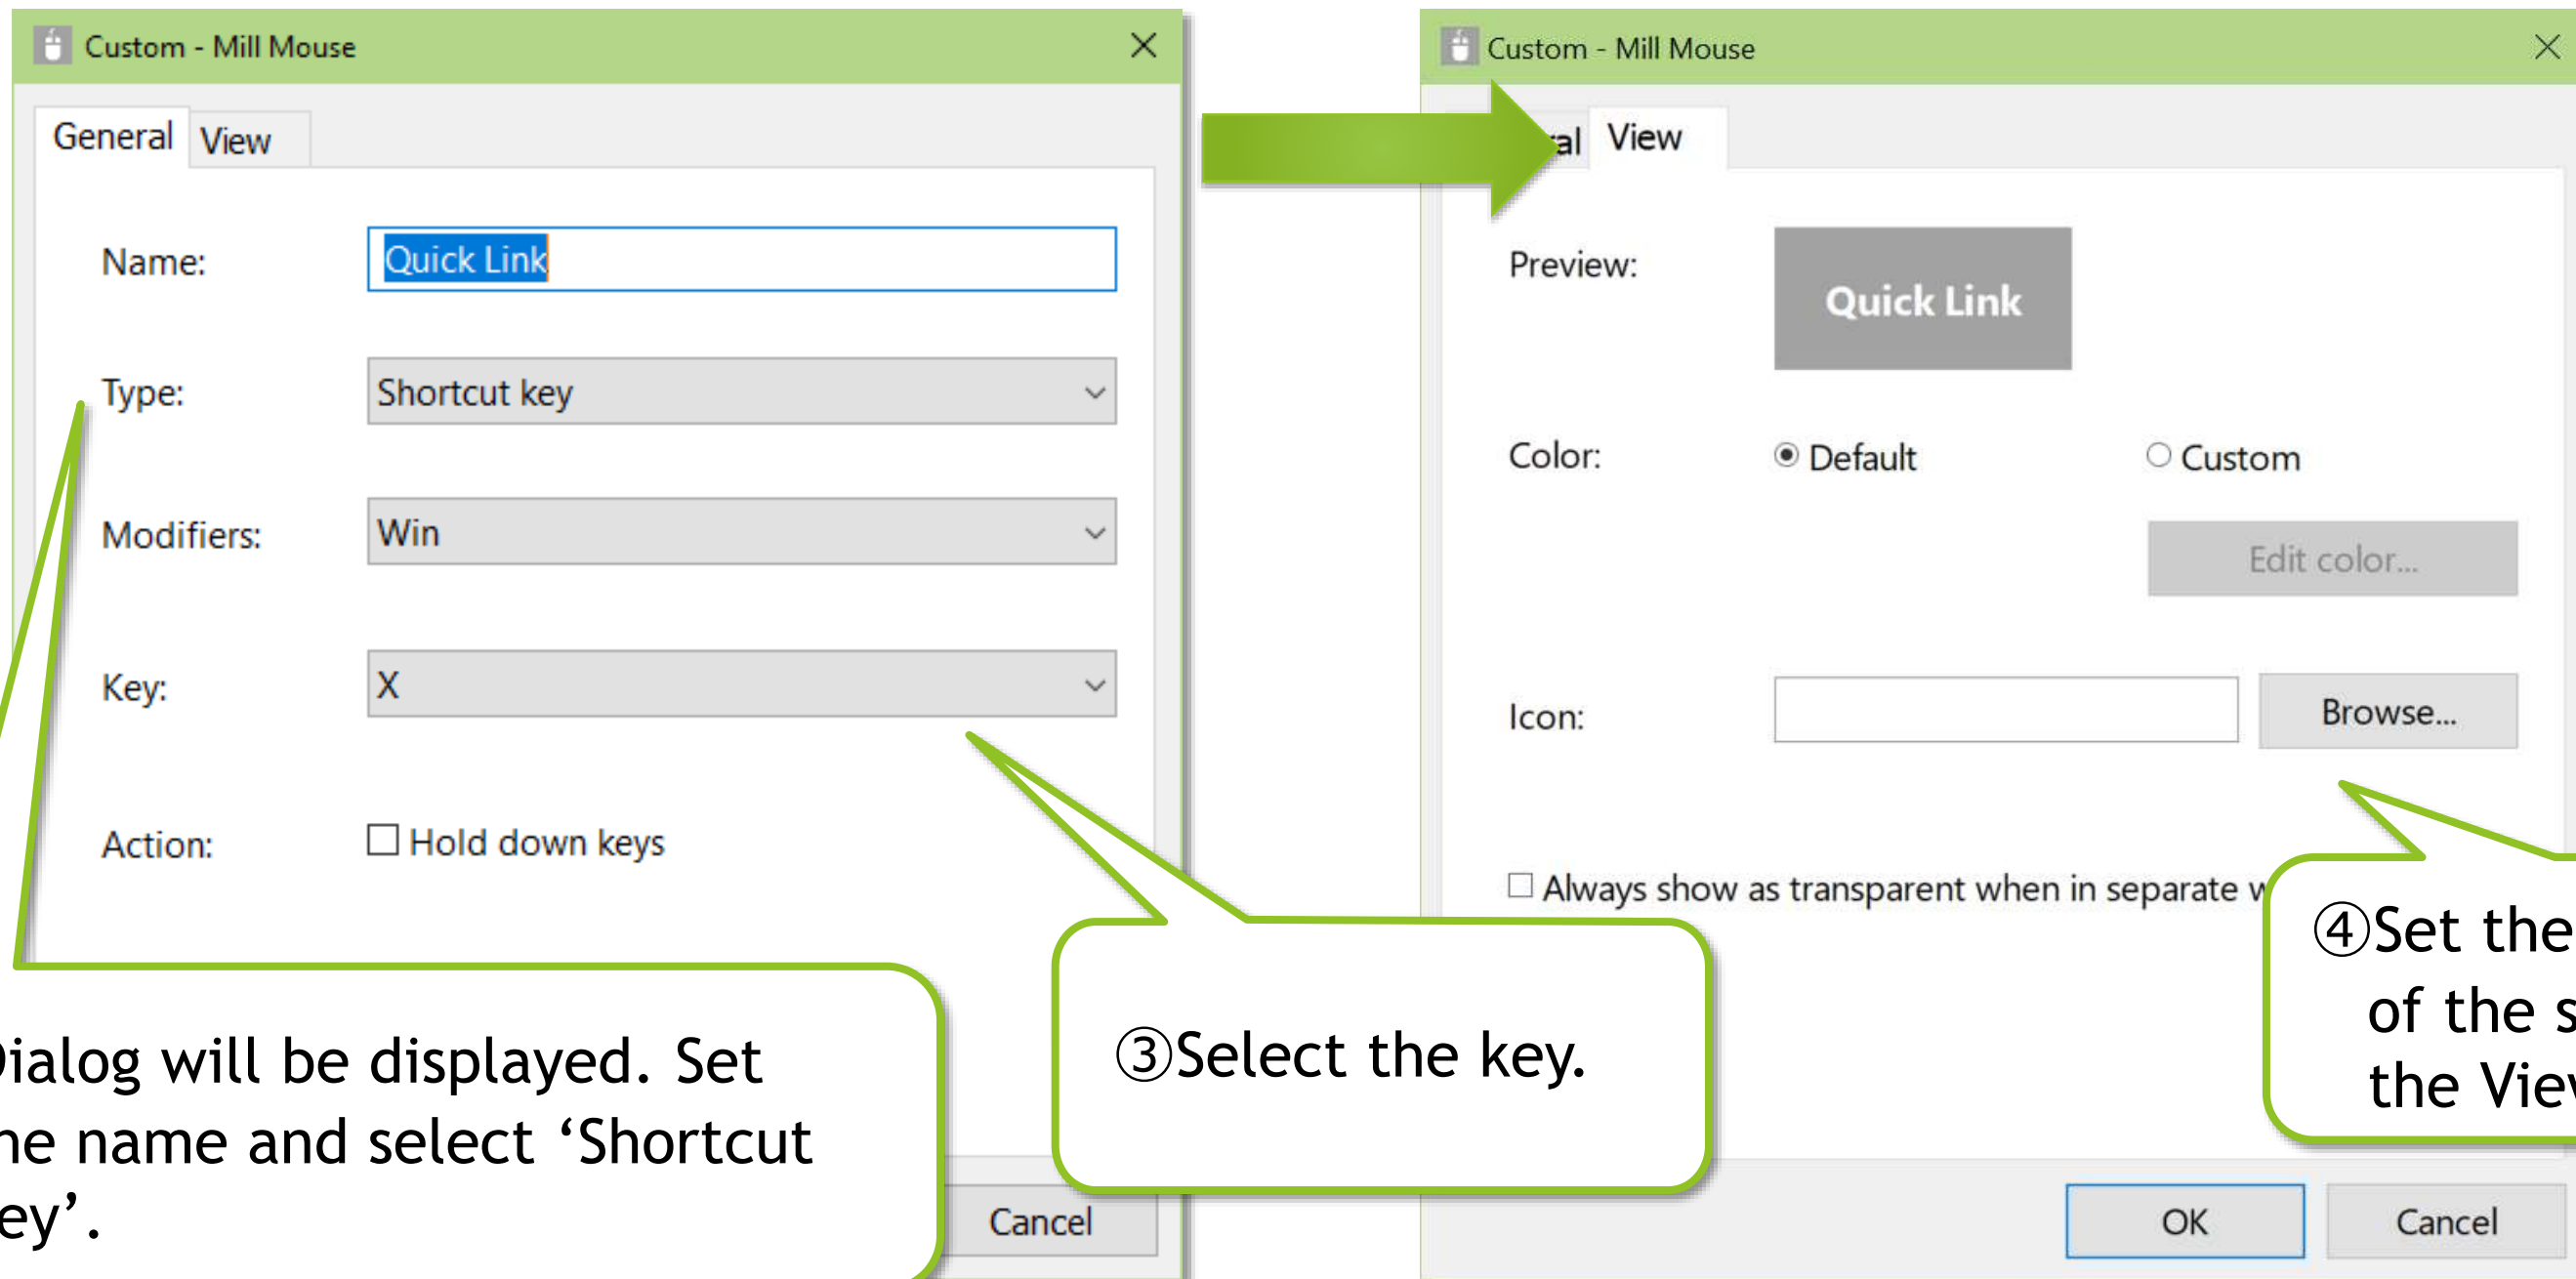 Custom - Mill Mouse
General View
Name: Quick Link
Type: Shortcut key
Modifiers: Win
Key: X
Action: Hold down keys
Dialog will be displayed. Set
name and select ‘Shortcut
Cancel
③Select the key.
Custom - Mill Mouse
View
Preview: Quick Link
Color: Default Custom
Edit color...
Icon: Browse...
Always show as transparent when in separate
④Set the
of the
the
OK Cancel